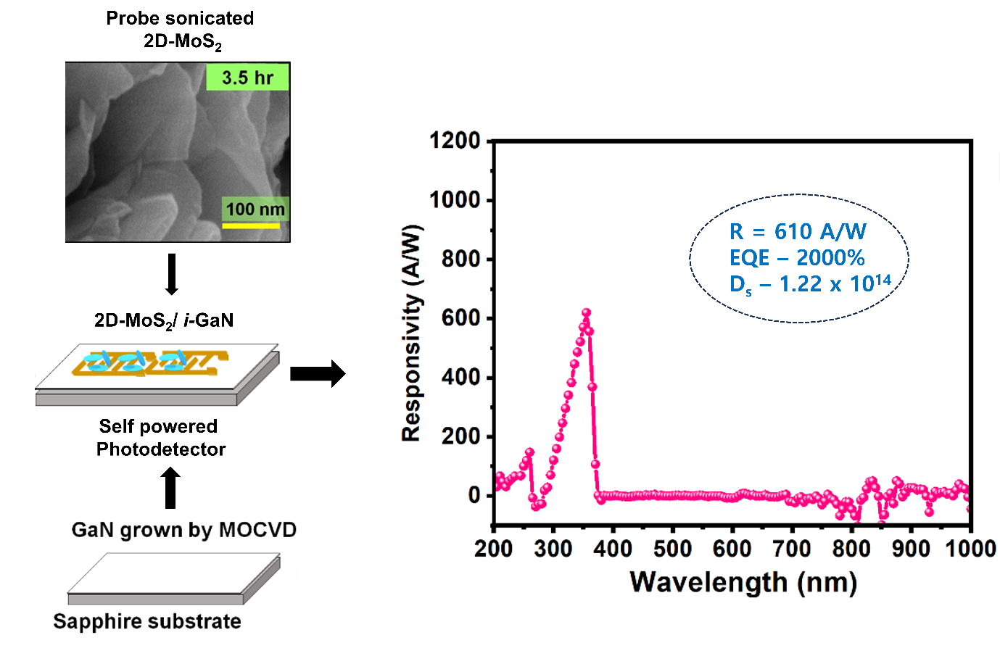 Probe sonicated
2D-MoS₂
3.5 hr
100 nm
2D-MoS₂/ i-GaN
Self powered
Photodetector
GaN grown by MOCVD
Sapphire substrate
Responsivity (A/W)
1200
1000
800
600
400
200
0
R = 610 A/W
EQE – 2000%
Dₛ – 1.22 x 10¹⁴
200 300 400 500 600 700 800 900 1000
Wavelength (nm)